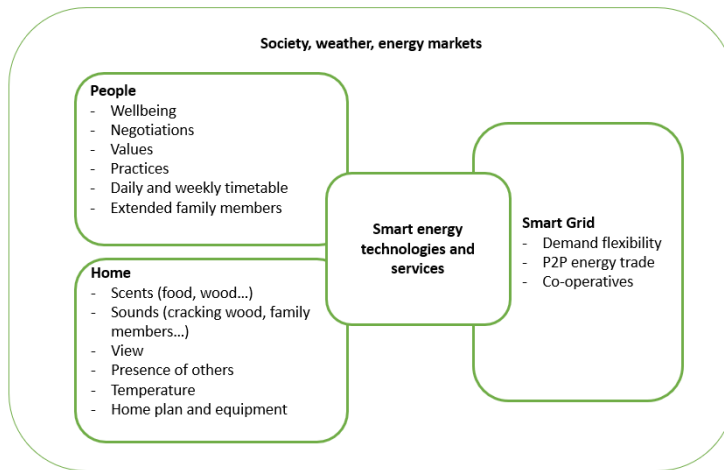 Society, weather, energy markets
People
- Wellbeing
- Negotiations
- Values
- Practices
- Daily and weekly timetable
- Extended family members
Home
- Scents (food, wood…)
- Sounds (cracking wood, family
members…)
- View
- Presence of others
- Temperature
- Home plan and equipment
Smart energy
technologies and
services
Smart Grid
- Demand flexibility
- P2P energy trade
- Co-operatives